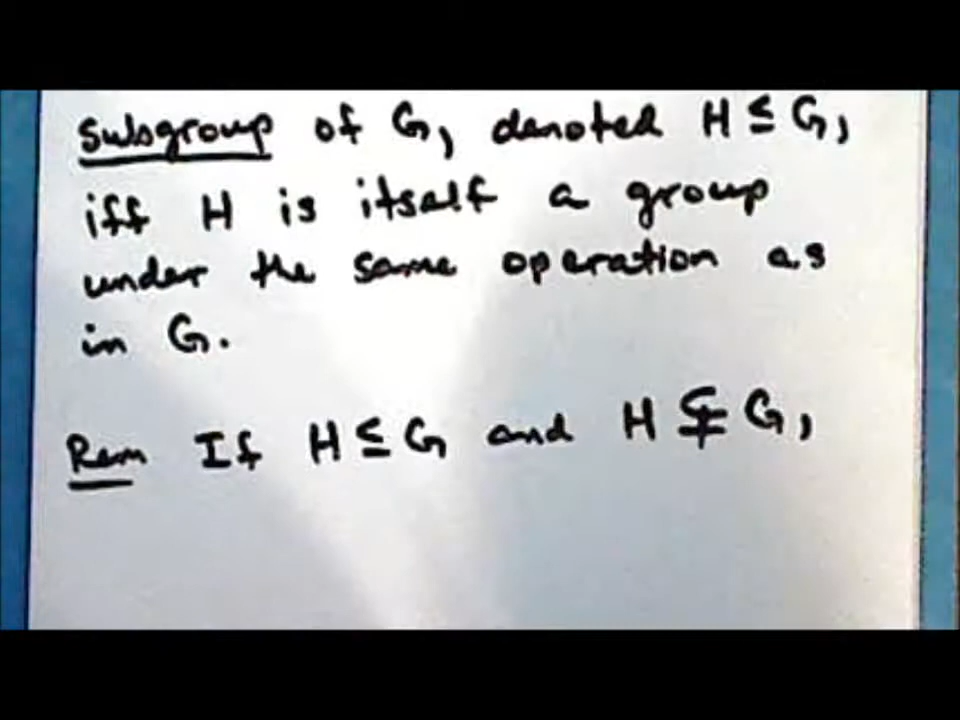 subgroup of G, denoted H ≤ G,
iff H is itself a group
under the same operation as
in G.
Rem If H ≤ G and H ⊊ G,